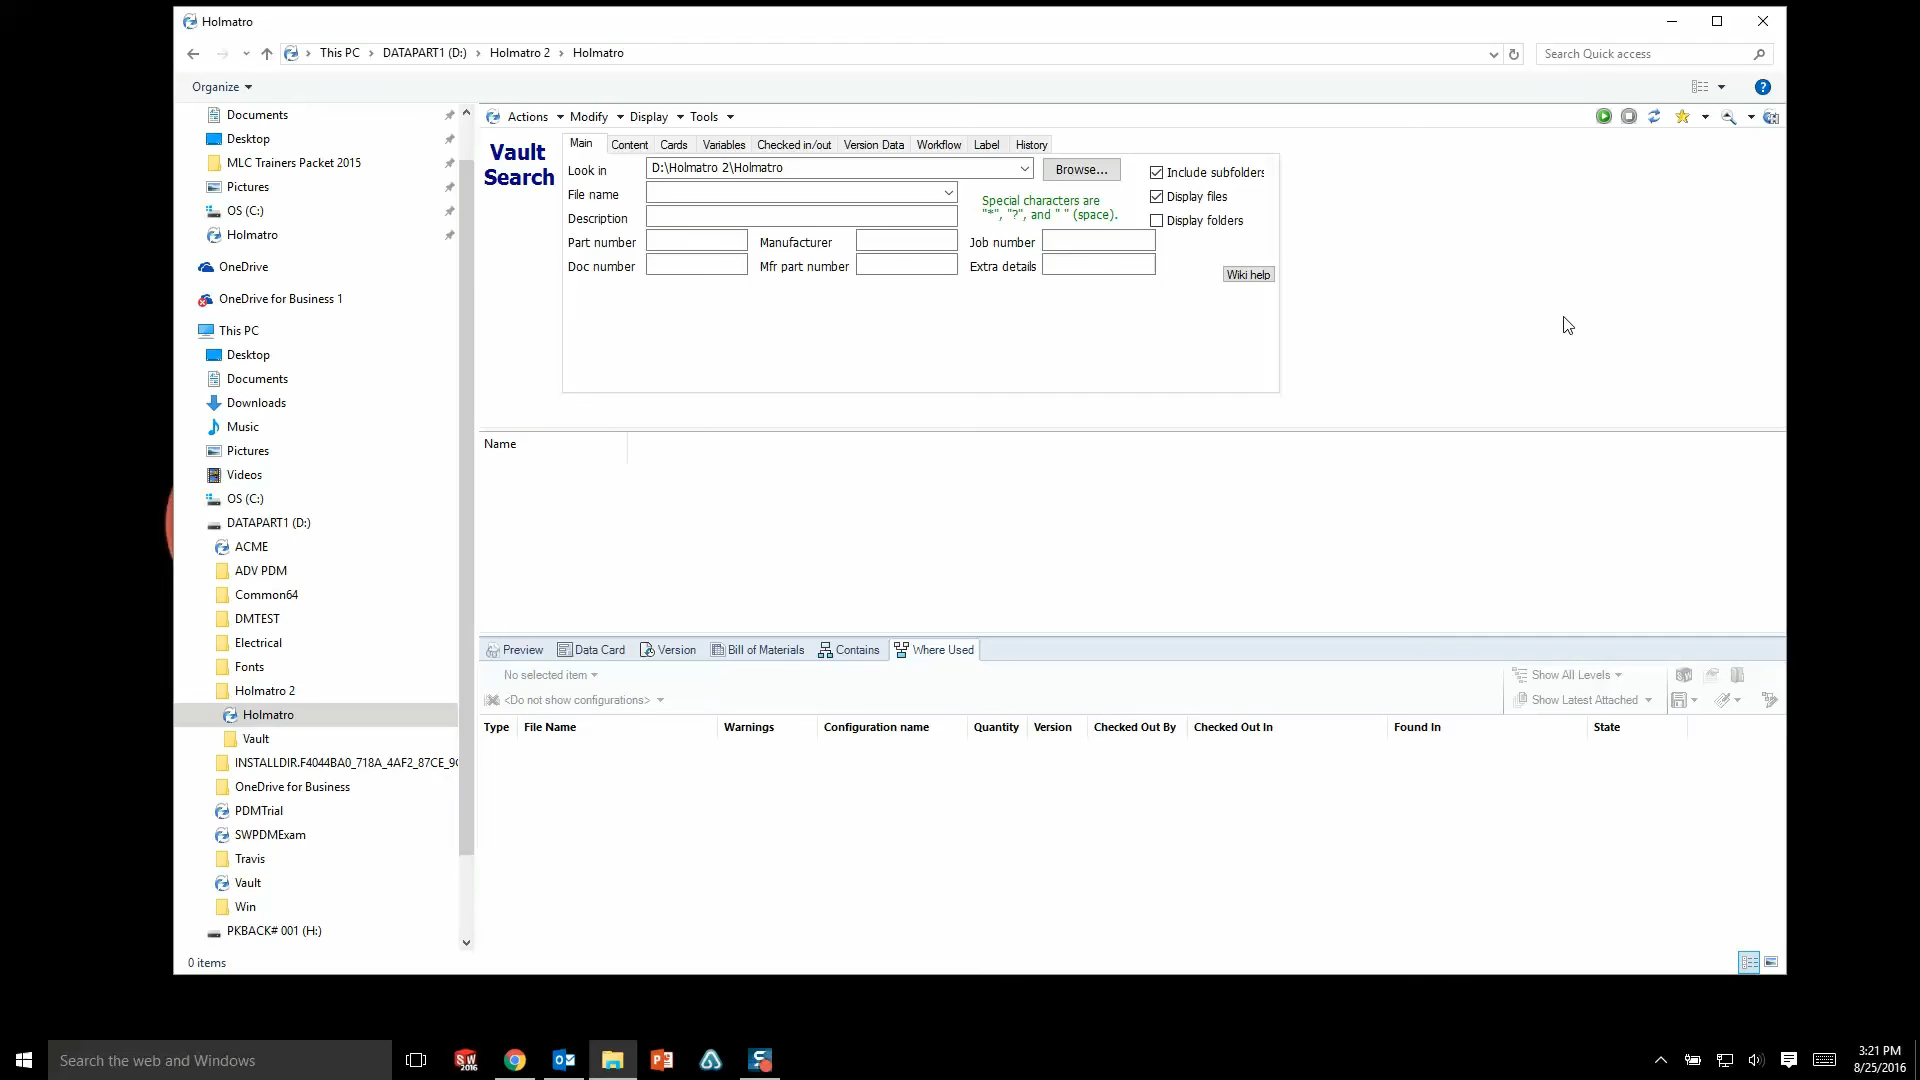 Holmatro
This PC > DATAPART1 (D:) > Holmatro 2 > Holmatro
Search Quick access
Organize
Documents
Desktop
MLC Trainers Packet 2015
Pictures
OS (C:)
Holmatro
OneDrive
OneDrive for Business 1
This PC
Desktop
Documents
Downloads
Music
Pictures
Videos
OS (C:)
DATAPART1 (D:)
ACME
ADV PDM
Common64
DMTEST
Electrical
Fonts
Holmatro 2
Holmatro
Vault
INSTALLDIR.F4044BA0_718A_4AF2_87CE_9
OneDrive for Business
PDMTrial
SWPDMExam
Travis
Vault
Win
PKBACK# 001 (H:)
0 items
Actions Modify Display Tools
Vault
Search
Main Content Cards Variables Checked in/out Version Data Workflow Label History
Look in D:\Holmatro 2\Holmatro Browse... Include subfolders
File name Display files
Special characters are
"*", "?", and " " (space).
Description Display folders
Part number Manufacturer Job number
Doc number Mfr part number Extra details
Wiki help
Name
Preview Data Card Version Bill of Materials Contains Where Used
No selected item Show All Levels
<Do not show configurations> Show Latest Attached
Type File Name Warnings Configuration name Quantity Version Checked Out By Checked Out In Found In State
Search the web and Windows
SW
2016
3:21 PM
8/25/2016